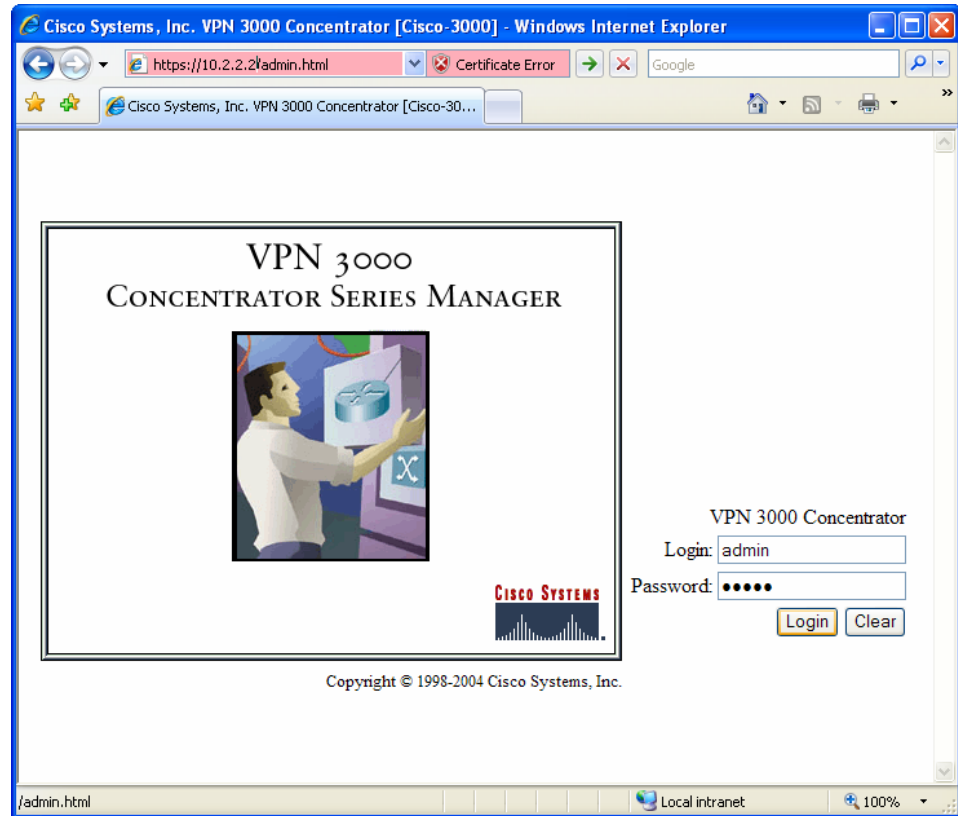 Cisco Systems, Inc. VPN 3000 Concentrator [Cisco-3000] - Windows Internet Explorer
https://10.2.2.2/admin.html
Certificate Error
Google
Cisco Systems, Inc. VPN 3000 Concentrator [Cisco-30...
VPN 3000
CONCENTRATOR SERIES MANAGER
CISCO SYSTEMS
VPN 3000 Concentrator
Login: admin
Password: •••••
Login Clear
Copyright © 1998-2004 Cisco Systems, Inc.
/admin.html
Local intranet
100%